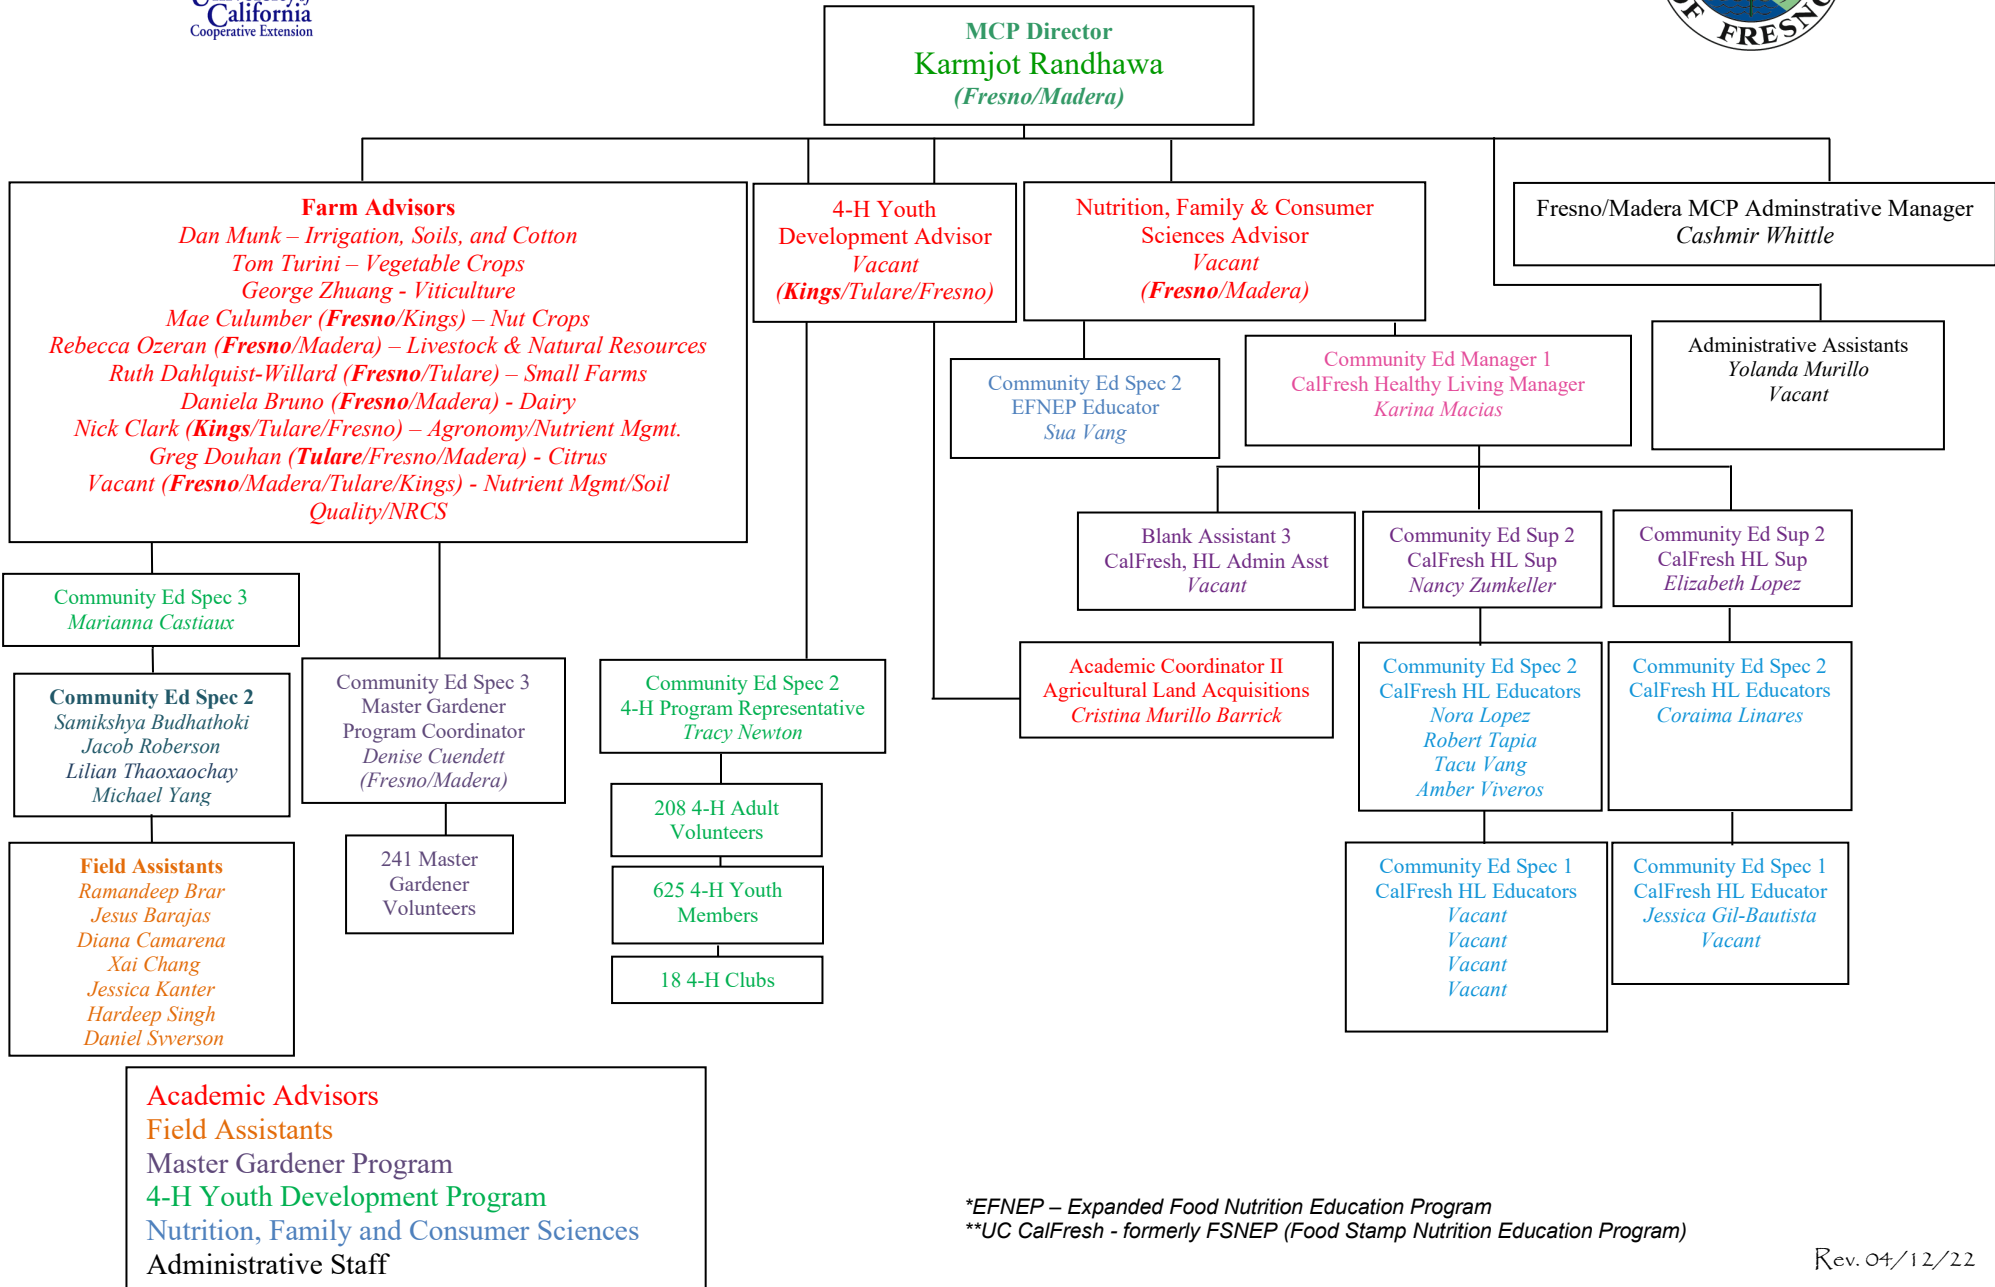 California
Cooperative Extension
OF FRESNO
MCP Director
Karmjot Randhawa
(Fresno/Madera)
Farm Advisors
Dan Munk – Irrigation, Soils, and Cotton
Tom Turini – Vegetable Crops
George Zhuang - Viticulture
Mae Culumber (Fresno/Kings) – Nut Crops
Rebecca Ozeran (Fresno/Madera) – Livestock & Natural Resources
Ruth Dahlquist-Willard (Fresno/Tulare) – Small Farms
Daniela Bruno (Fresno/Madera) - Dairy
Nick Clark (Kings/Tulare/Fresno) – Agronomy/Nutrient Mgmt.
Greg Douhan (Tulare/Fresno/Madera) - Citrus
Vacant (Fresno/Madera/Tulare/Kings) - Nutrient Mgmt/Soil
Quality/NRCS
4-H Youth
Development Advisor
Vacant
(Kings/Tulare/Fresno)
Nutrition, Family & Consumer
Sciences Advisor
Vacant
(Fresno/Madera)
Fresno/Madera MCP Adminstrative Manager
Cashmir Whittle
Administrative Assistants
Yolanda Murillo
Vacant
Community Ed Spec 2
EFNEP Educator
Sua Vang
Community Ed Manager 1
CalFresh Healthy Living Manager
Karina Macias
Blank Assistant 3
CalFresh, HL Admin Asst
Vacant
Community Ed Sup 2
CalFresh HL Sup
Nancy Zumkeller
Community Ed Sup 2
CalFresh HL Sup
Elizabeth Lopez
Community Ed Spec 3
Marianna Castiaux
Community Ed Spec 2
Samikshya Budhathoki
Jacob Roberson
Lilian Thaoxaochay
Michael Yang
Community Ed Spec 3
Master Gardener
Program Coordinator
Denise Cuendett
(Fresno/Madera)
Community Ed Spec 2
4-H Program Representative
Tracy Newton
Academic Coordinator II
Agricultural Land Acquisitions
Cristina Murillo Barrick
Community Ed Spec 2
CalFresh HL Educators
Nora Lopez
Robert Tapia
Tacu Vang
Amber Viveros
Community Ed Spec 2
CalFresh HL Educators
Coraima Linares
Field Assistants
Ramandeep Brar
Jesus Barajas
Diana Camarena
Xai Chang
Jessica Kanter
Hardeep Singh
Daniel Svverson
241 Master
Gardener
Volunteers
208 4-H Adult
Volunteers
625 4-H Youth
Members
18 4-H Clubs
Community Ed Spec 1
CalFresh HL Educators
Vacant
Vacant
Vacant
Vacant
Community Ed Spec 1
CalFresh HL Educator
Jessica Gil-Bautista
Vacant
Academic Advisors
Field Assistants
Master Gardener Program
4-H Youth Development Program
Nutrition, Family and Consumer Sciences
Administrative Staff
*EFNEP – Expanded Food Nutrition Education Program
**UC CalFresh - formerly FSNEP (Food Stamp Nutrition Education Program)
Rev. 04/12/22